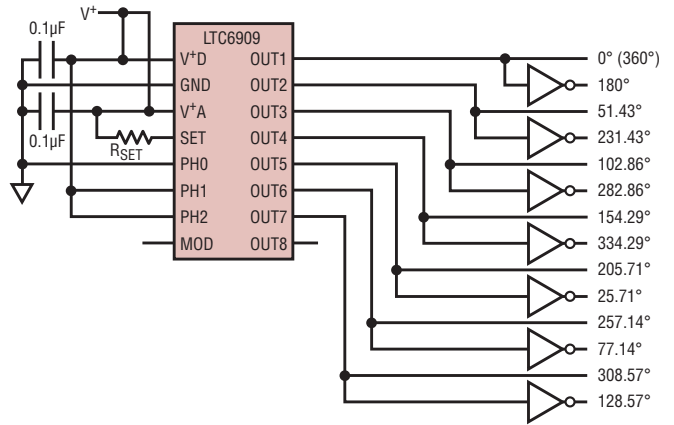 V+
0.1µF
LTC6909
V+D OUT1 0° (360°)
180°
GND OUT2
51.43°
V+A OUT3
0.1µF
231.43°
SET OUT4
RSET
102.86°
PH0 OUT5
282.86°
PH1 OUT6
154.29°
PH2 OUT7
334.29°
MOD OUT8
205.71°
25.71°
257.14°
77.14°
308.57°
128.57°